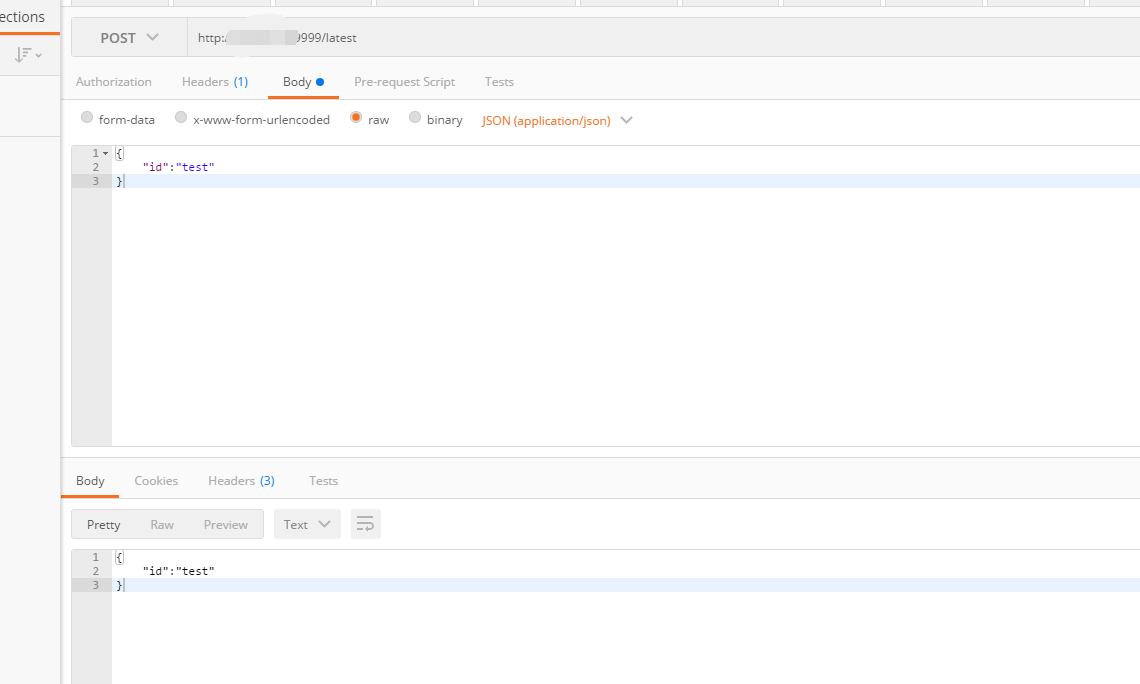 ections
POST http:/ 9999/latest
Authorization Headers (1) Body Pre-request Script Tests
form-data x-www-form-urlencoded raw binary JSON (application/json)
1 {
2 "id":"test"
3 }
Body Cookies Headers (3) Tests
Pretty Raw Preview Text
1 {
2 "id":"test"
3 }